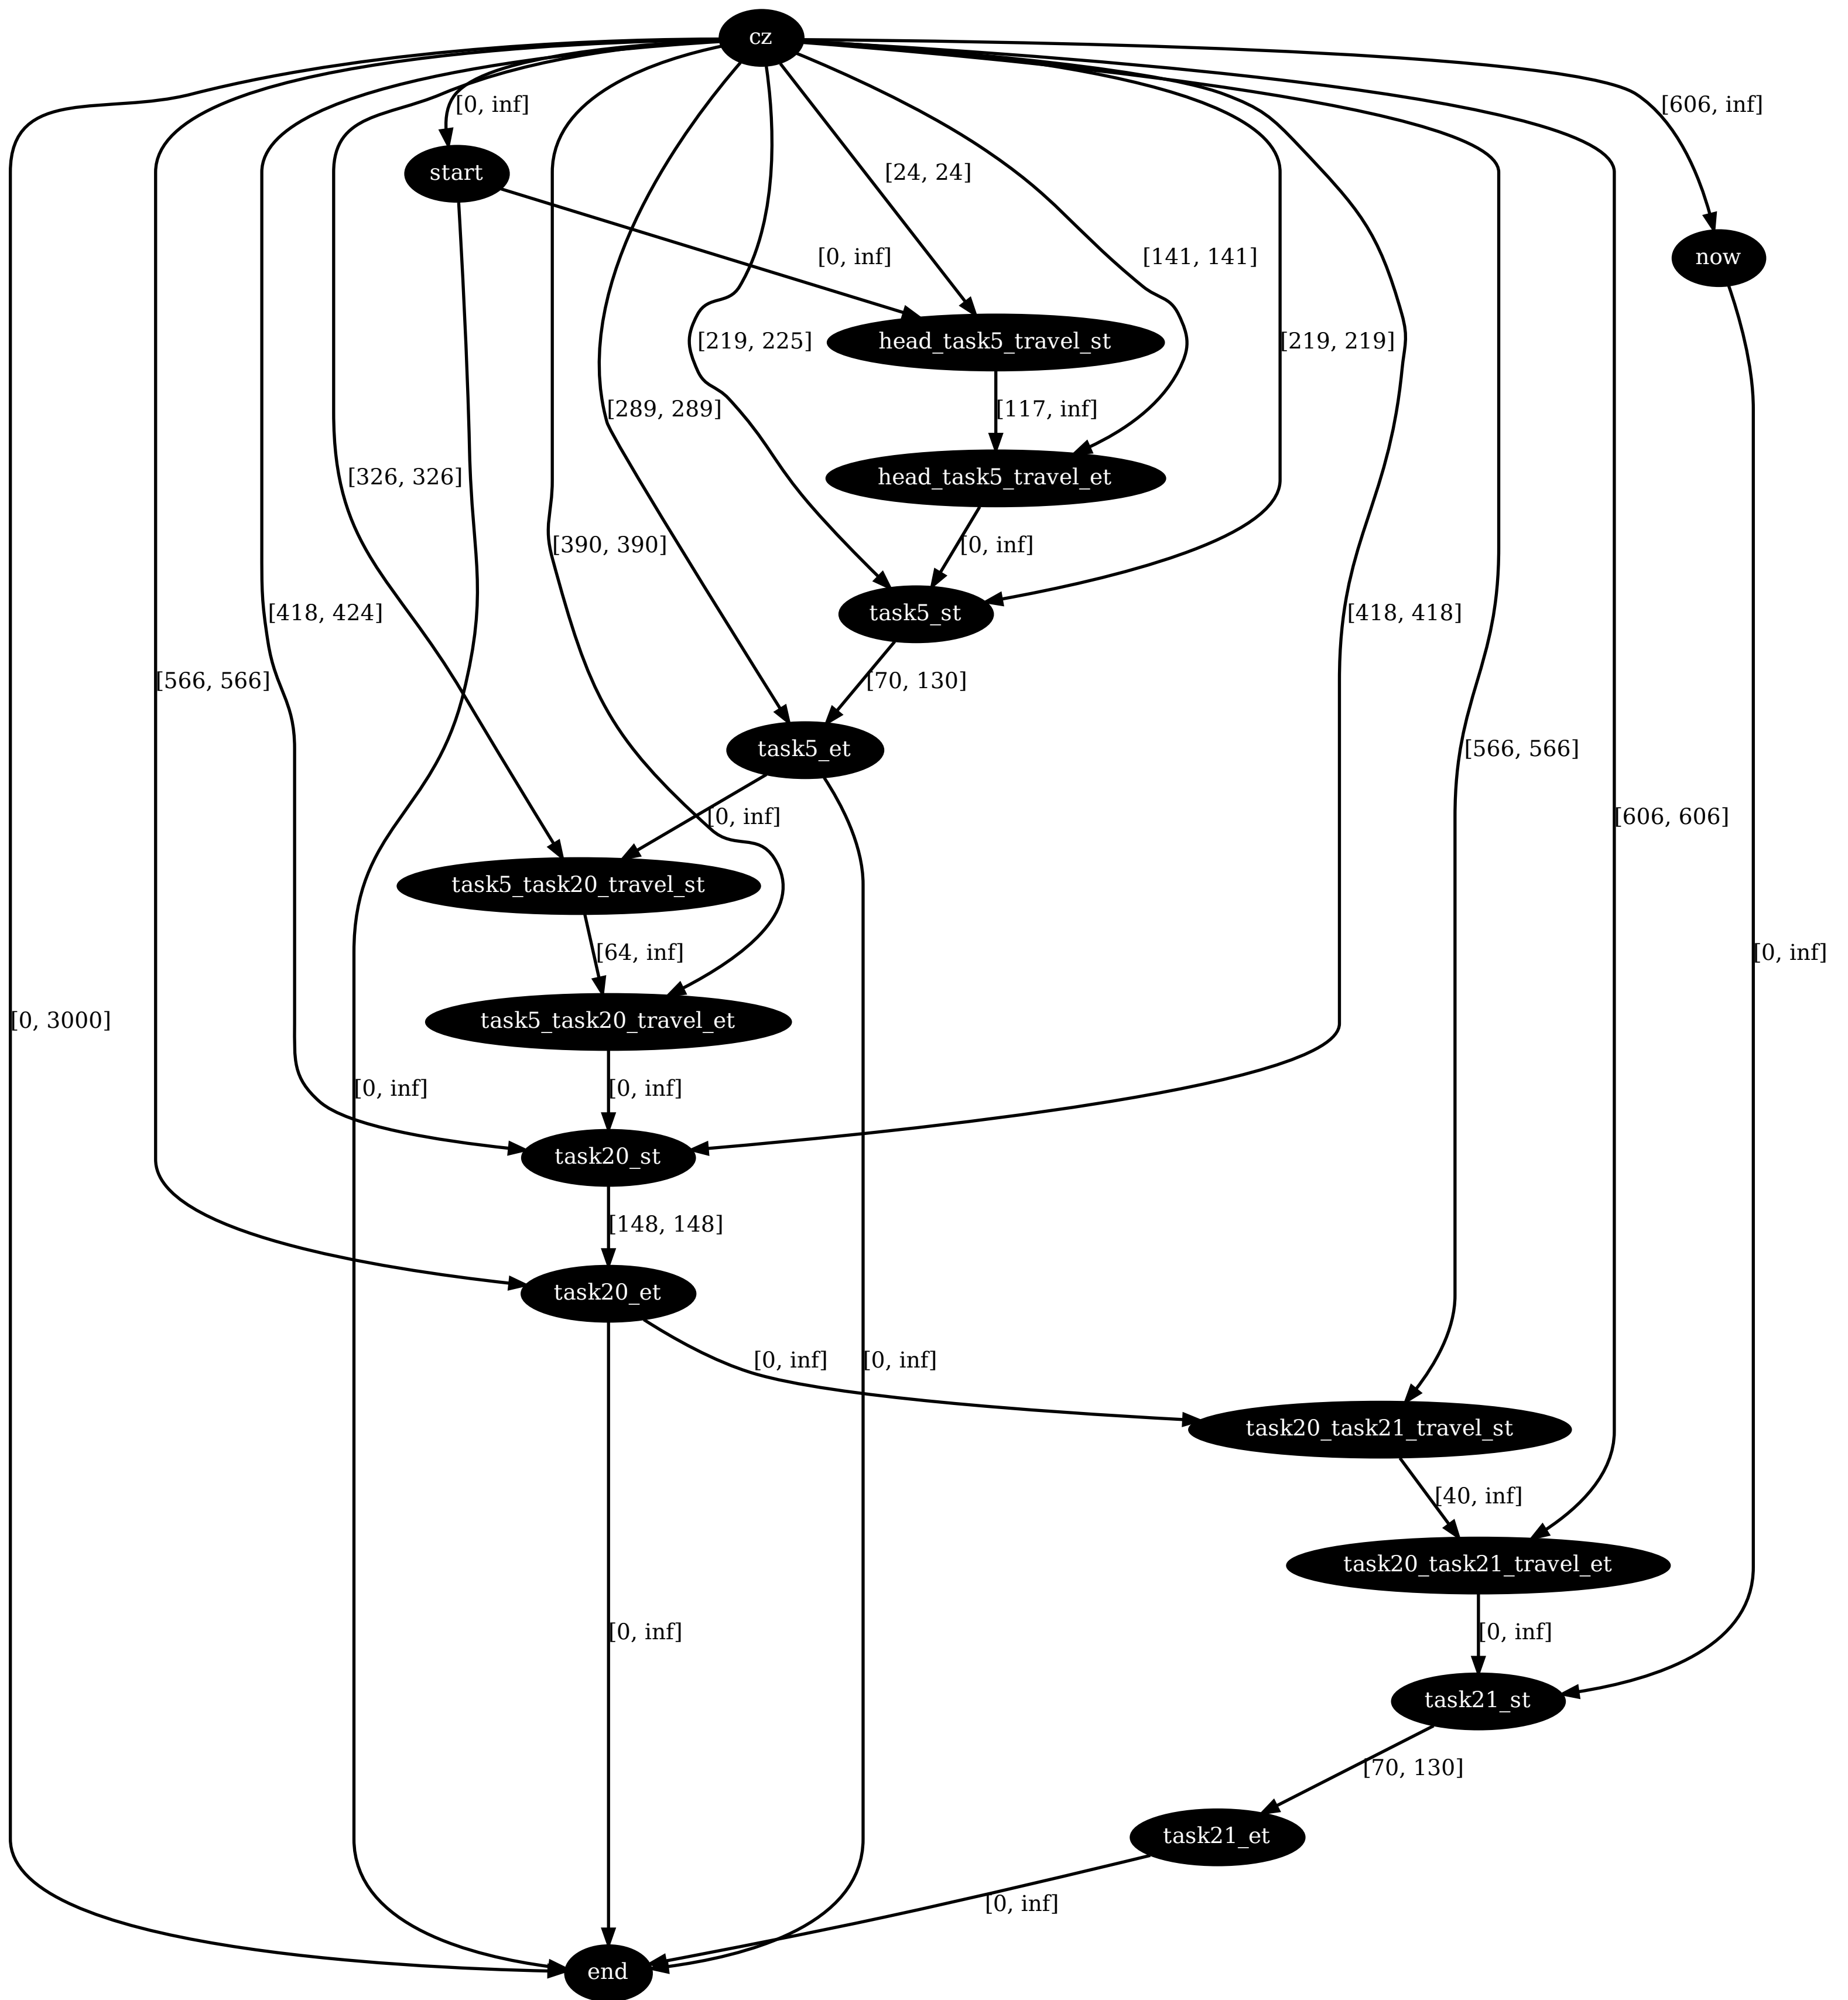 cz
[0, inf]
[606, inf]
start
[24, 24]
[0, inf]
[141, 141]
now
[219, 225]
head_task5_travel_st
[219, 219]
[289, 289]
[117, inf]
[326, 326]
head_task5_travel_et
[390, 390]
[0, inf]
[418, 424]
task5_st
[418, 418]
[566, 566]
[70, 130]
task5_et
[566, 566]
[0, inf]
[606, 606]
task5_task20_travel_st
[64, inf]
[0, inf]
[0, 3000]
task5_task20_travel_et
[0, inf]
[0, inf]
task20_st
[148, 148]
task20_et
[0, inf]
[0, inf]
task20_task21_travel_st
[40, inf]
task20_task21_travel_et
[0, inf]
[0, inf]
task21_st
[70, 130]
task21_et
[0, inf]
end